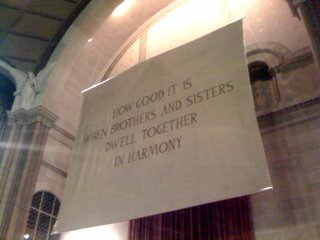 HOW GOOD IT IS
WHEN BROTHERS AND SISTERS
DWELL TOGETHER
IN HARMONY